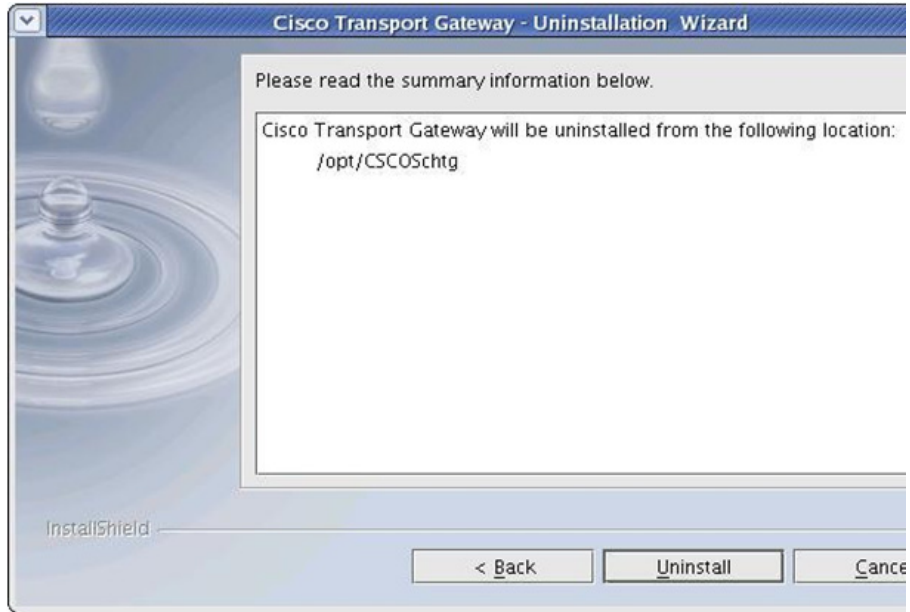 Cisco Transport Gateway - Uninstallation Wizard
Please read the summary information below.
Cisco Transport Gateway will be uninstalled from the following location:
/opt/CSCOSchtg
InstallShield
< Back
Uninstall
Cance